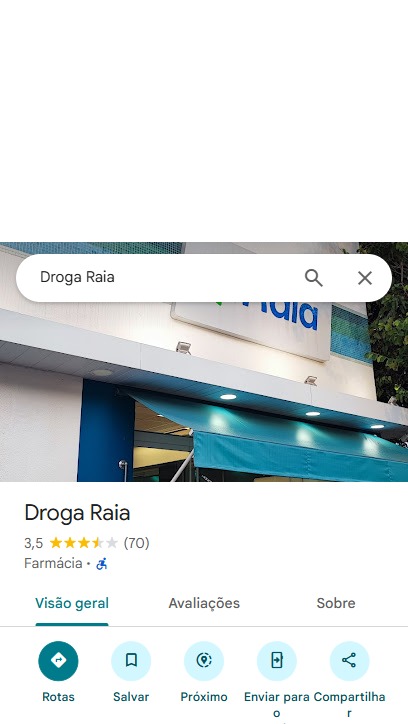 Droga Raia
Raia
Droga Raia
3,5 (70)
Farmácia •
Visão geral Avaliações Sobre
Rotas Salvar Próximo Enviar para o Compartilhar